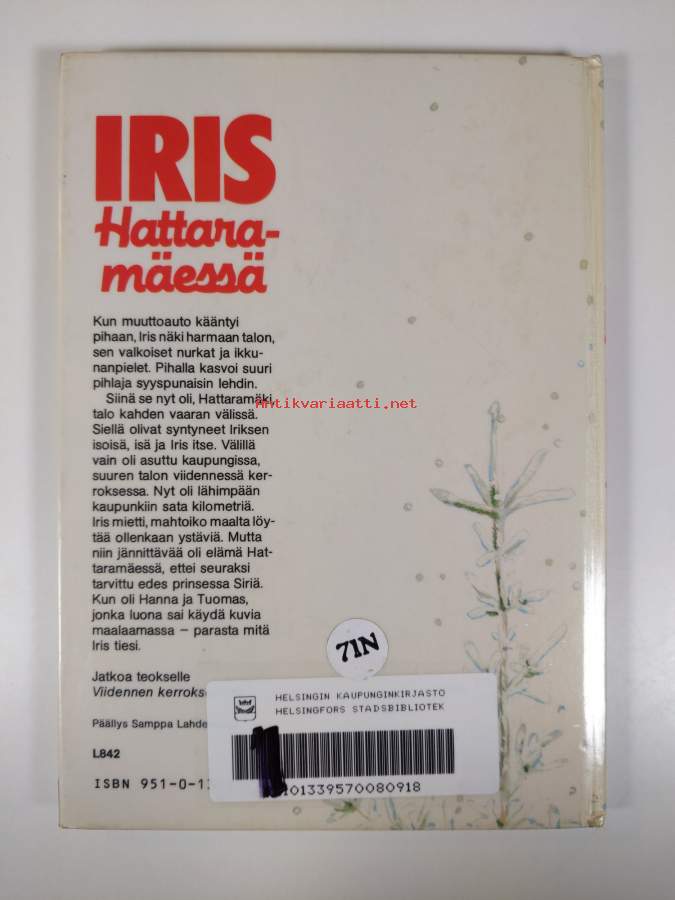 IRIS
Hattara-
mäessä
Kun muuttoauto kääntyi
pihaan, Iris näki harmaan talon,
sen valkoiset nurkat ja ikku-
nanpielet. Pihalla kasvoi suuri
pihlaja syyspunaisin lehdin.
Siinä se nyt oli, Hattaramäki,
talo kahden vaaran välissä.
Siellä olivat syntyneet Iriksen
isoisä, isä ja Iris itse. Välillä
vain oli asuttu kaupungissa,
suuren talon viidennessä ker-
roksessa. Nyt oli lähimpään
kaupunkiin sata kilometriä.
Iris mietti, mahtoiko maalta löy-
tää ollenkaan ystäviä. Mutta
niin jännittävää oli elämä Hat-
taramäessä, ettei seuraksi
tarvittu edes prinsessa Siriä.
Kun oli Hanna ja Tuomas,
jonka luona sai käydä kuvia
maalaamassa – parasta mitä
Iris tiesi.
Jatkoa teokselle
Viidennen
Päällys Samppa
L842
ISBN 951-0-1
Antikvariaatti.net
71N
HELSINGIN KAUPUNGINKIRJASTO
HELSINGFORS STADSBIBLIOTEK
01339570080918